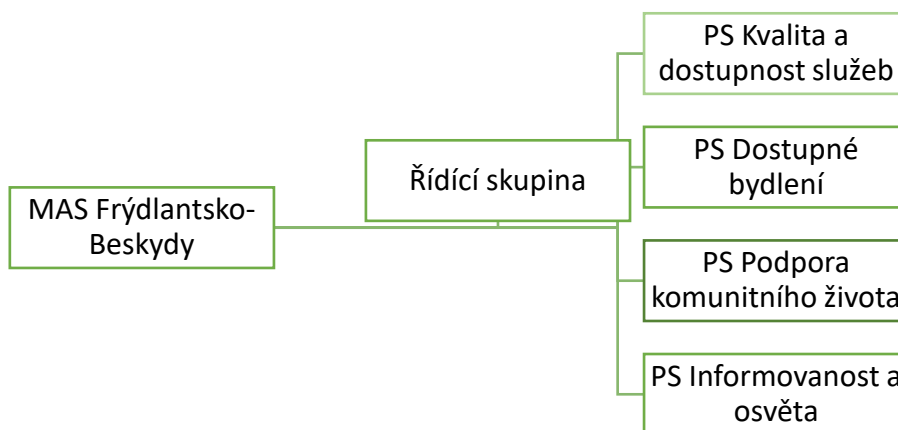 MAS Frýdlantsko-
Beskydy
Řídící skupina
PS Kvalita a
dostupnost služeb
PS Dostupné
bydlení
PS Podpora
komunitního života
PS Informovanost a
osvěta